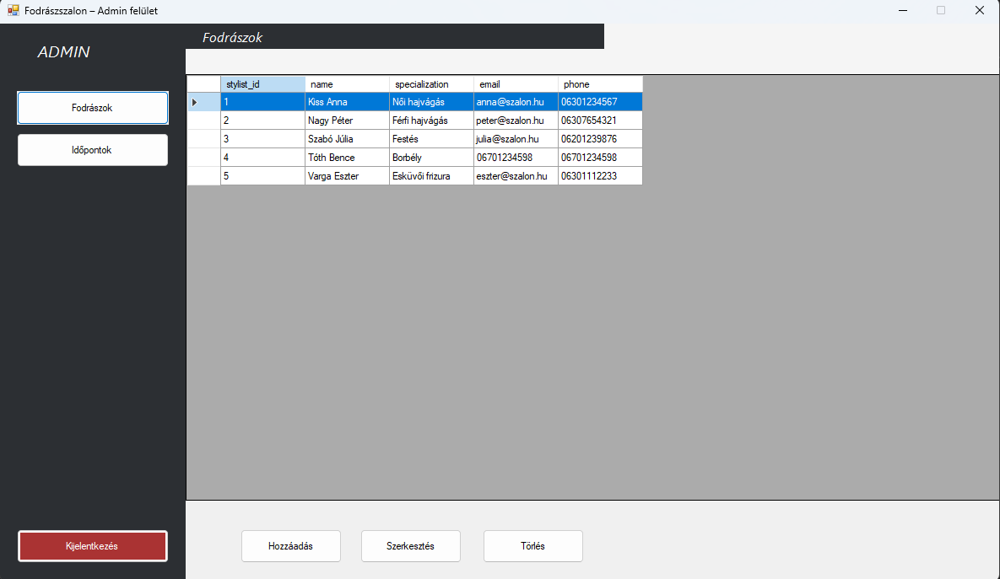 Fodrászszalon – Admin felület
ADMIN
Fodrászok
Időpontok
Kijelentkezés
Fodrászok
stylist_id name specialization email phone
1 Kiss Anna Női hajvágás anna@szalon.hu 06301234567
2 Nagy Péter Férfi hajvágás peter@szalon.hu 06307654321
3 Szabó Júlia Festés julia@szalon.hu 06201239876
4 Tóth Bence Borbély 06701234598 06701234598
5 Varga Eszter Esküvői frizura eszter@szalon.hu 06301112233
Hozzáadás Szerkesztés Törlés